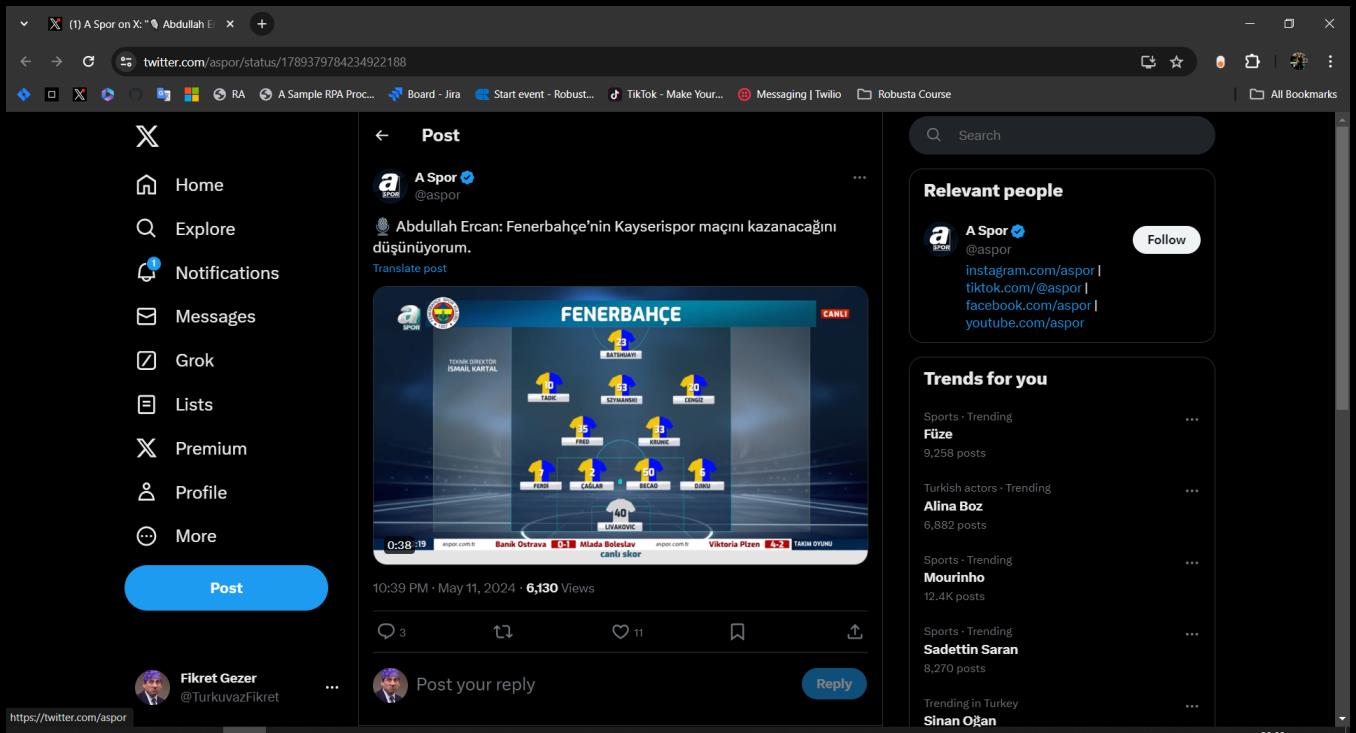 (1) A Spor on X: "🎙 Abdullah Er
twitter.com/aspor/status/1789379784234922188
RA
A Sample RPA Proc...
Board - Jira
Start event - Robust...
TikTok - Make Your...
Messaging | Twilio
Robusta Course
All Bookmarks
Home
Explore
1
Notifications
Messages
Grok
Lists
Premium
Profile
More
Post
Fikret Gezer
@TurkuvazFikret
https://twitter.com/aspor
Post
A Spor
@aspor
🎙 Abdullah Ercan: Fenerbahçe’nin Kayserispor maçını kazanacağını
düşünüyorum.
Translate post
a SPOR
FENERBAHÇE
CANLI
TEKNİK DİREKTÖR
İSMAİL KARTAL
23
BATSHUAYI
10
TADIC
53
SZYMANSKI
20
CENGİZ
35
FRED
33
KRUNIC
7
FERDİ
2
ÇAĞLAR
50
BECAO
6
DJIKU
40
LIVAKOVIC
0:38
:19
aspor.com.tr
Banik Ostrava 0-1 Mlada Boleslav
aspor.com.tr
Viktoria Plzen 4-2
TAKIM OYUNU
canlı skor
10:39 PM · May 11, 2024 · 6,130 Views
3
11
Post your reply
Reply
Search
Relevant people
A Spor
@aspor
Follow
instagram.com/aspor |
tiktok.com/@aspor |
facebook.com/aspor |
youtube.com/aspor
Trends for you
Sports · Trending
Füze
9,258 posts
Turkish actors · Trending
Alina Boz
6,882 posts
Sports · Trending
Mourinho
12.4K posts
Sports · Trending
Sadettin Saran
8,270 posts
Trending in Turkey
Sinan Oğan